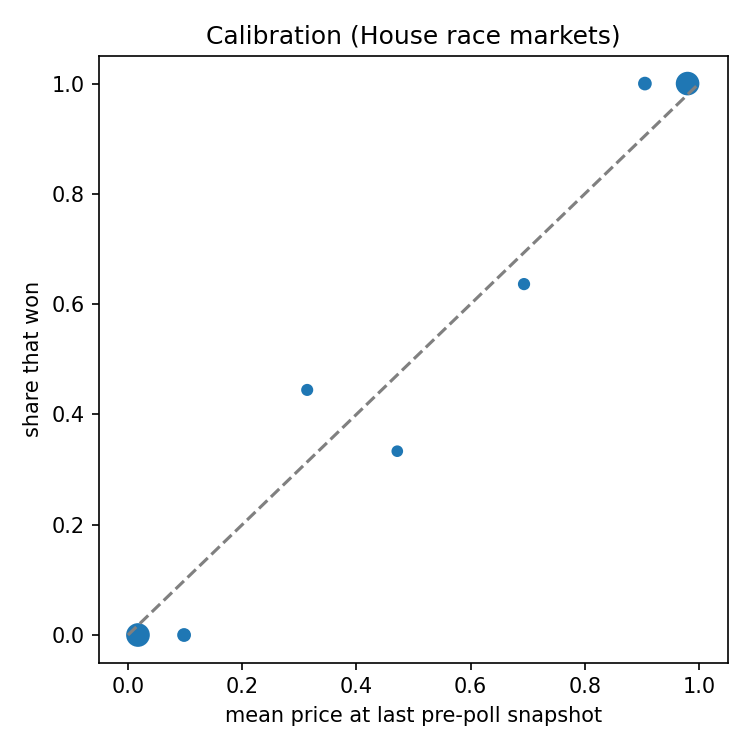 Calibration (House race markets)
1.0
0.8
0.6
0.4
0.2
0.0
share that won
0.0 0.2 0.4 0.6 0.8 1.0
mean price at last pre-poll snapshot